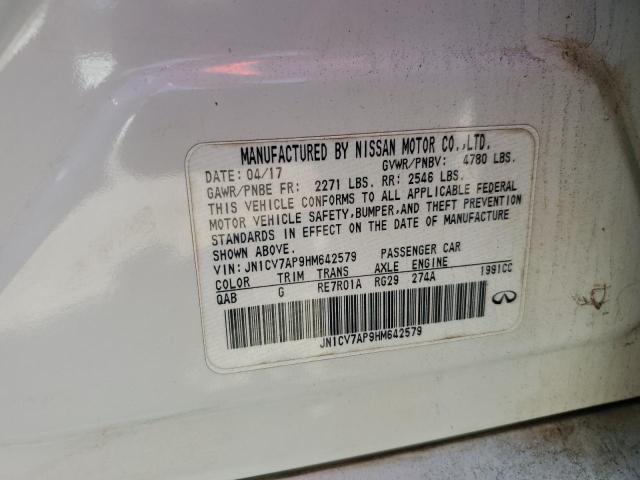 MANUFACTURED BY NISSAN MOTOR CO.,LTD.
DATE: 04/17 GVWR/PNBV: 4780 LBS.
GAWR/PNBE FR: 2271 LBS. RR: 2546 LBS.
THIS VEHICLE CONFORMS TO ALL APPLICABLE FEDERAL
MOTOR VEHICLE SAFETY, BUMPER, AND THEFT PREVENTION
STANDARDS IN EFFECT ON THE DATE OF MANUFACTURE
SHOWN ABOVE.
VIN: JN1CV7AP9HM642579 PASSENGER CAR
COLOR TRIM TRANS AXLE ENGINE
QAB G RE7R01A RG29 274A 1991CC
JN1CV7AP9HM642579